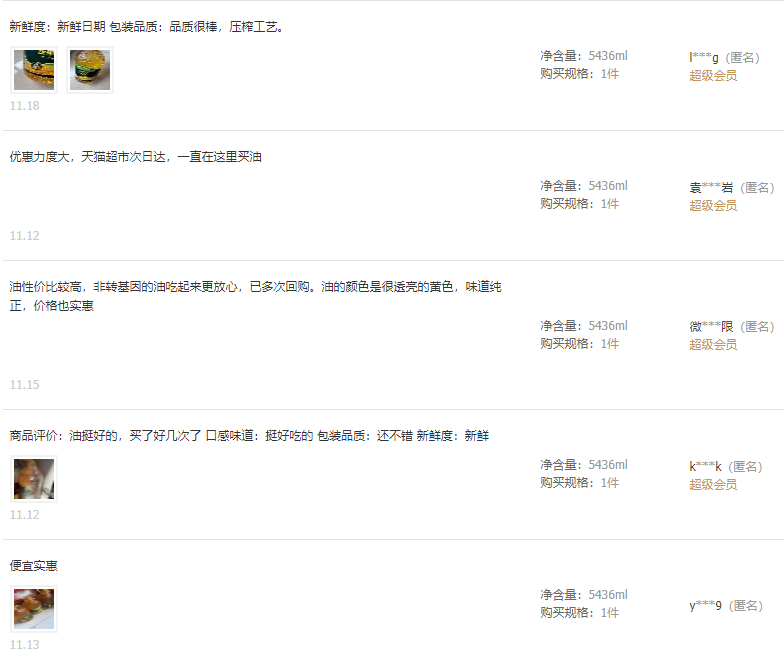 新鲜度：新鲜日期 包装品质：品质很棒，压榨工艺。
净含量：5436ml
购买规格：1件
l***g（匿名）
超级会员
11.18
优惠力度大，天猫超市次日达，一直在这里买油
净含量：5436ml
购买规格：1件
袁***岩（匿名）
超级会员
11.12
油性价比较高，非转基因的油吃起来更放心，已多次回购。油的颜色是很透亮的黄色，味道纯
正，价格也实惠
净含量：5436ml
购买规格：1件
微***限（匿名）
超级会员
11.15
商品评价：油挺好的，买了好几次了 口感味道：挺好吃的 包装品质：还不错 新鲜度：新鲜
净含量：5436ml
购买规格：1件
k***k（匿名）
超级会员
11.12
便宜实惠
净含量：5436ml
购买规格：1件
y***9（匿名）
11.13